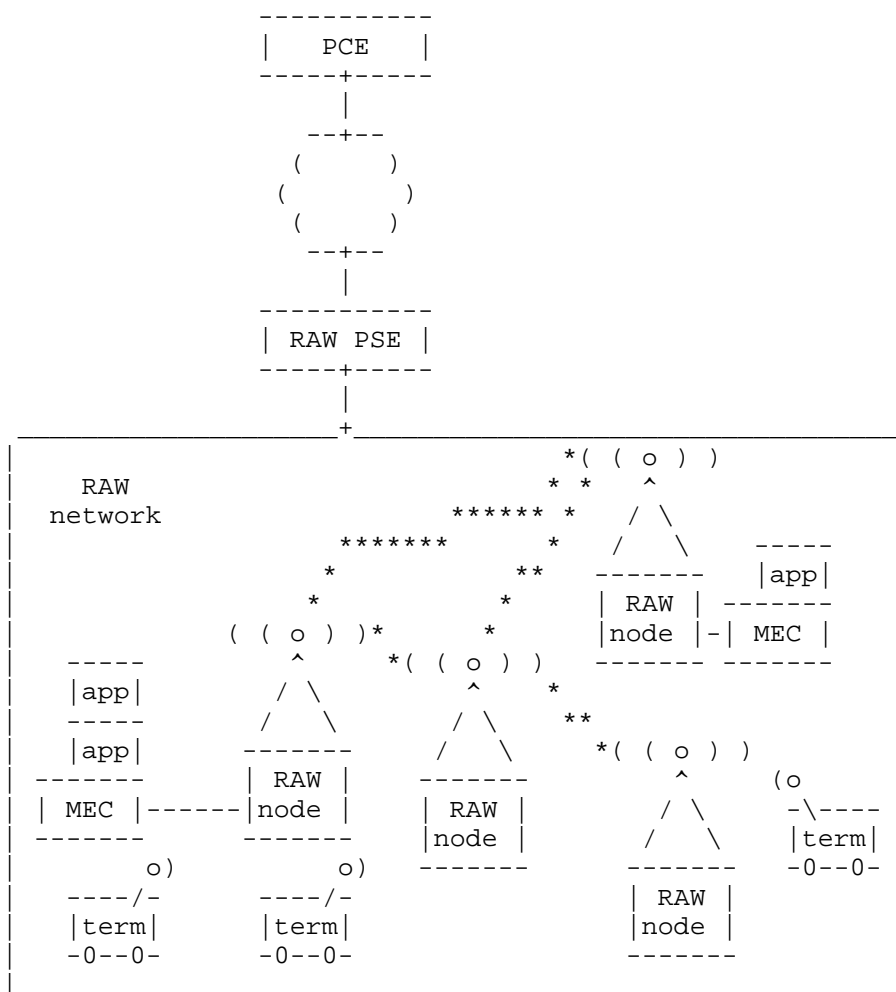 PCE
RAW PSE
RAW
network
app
RAW
node
MEC
app
app
RAW
node
MEC
RAW
node
term
RAW
node
term
term